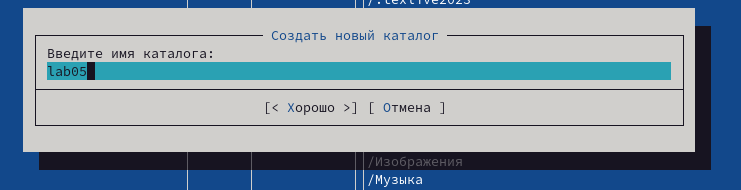 /.texlive2023
Создать новый каталог
Введите имя каталога:
lab05
[< Хорошо >] [ Отмена ]
/Изображения
/Музыка